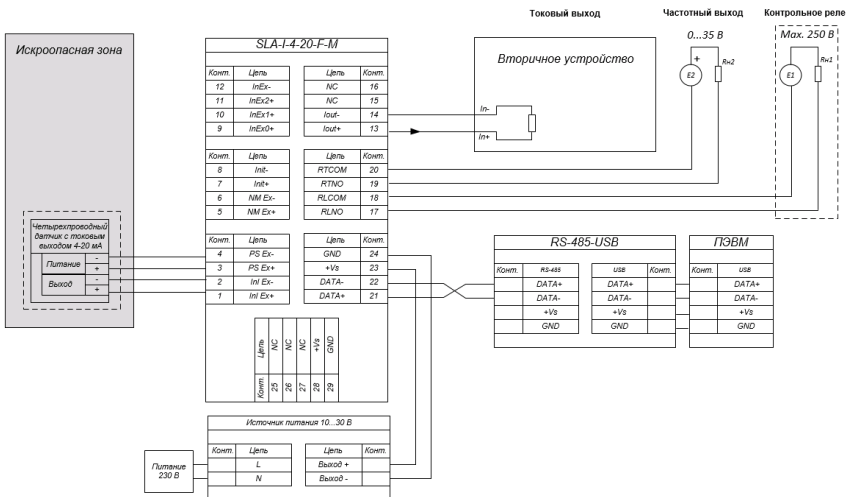 Токовый выход
Частотный выход
Контрольное реле
Искроопасная зона
SLA-I-4-20-F-M
Вторичное устройство
0...35 В
Max. 250 В
Конт. Цепь Цепь Конт.
12 InEx- NC 16
11 InEx2+ NC 15
10 InEx1+ Iout- 14
9 InEx0+ Iout+ 13
In-
In+
+
E2
Rн2
E1
Rн1
Конт. Цепь Цепь Конт.
8 Init- RTCOM 20
7 Init+ RTNO 19
6 NM Ex- RLCOM 18
5 NM Ex+ RLNO 17
Четырехпроводный
датчик с токовым
выходом 4-20 мА
Питание -
+
Выход -
+
Конт. Цепь Цепь Конт.
4 PS Ex- GND 24
3 PS Ex+ +Vs 23
2 InI Ex- DATA- 22
1 InI Ex+ DATA+ 21
RS-485-USB
Конт. RS-485 USB Конт.
DATA+ DATA+
DATA- DATA-
+Vs +Vs
GND GND
ПЭВМ
Конт. USB
DATA+
DATA-
+Vs
GND
Цепь NC NC NC +Vs GND
Конт. 25 26 27 28 29
Источник питания 10...30 В
Конт. Цепь Цепь Конт.
L Выход +
N Выход -
Питание
230 В